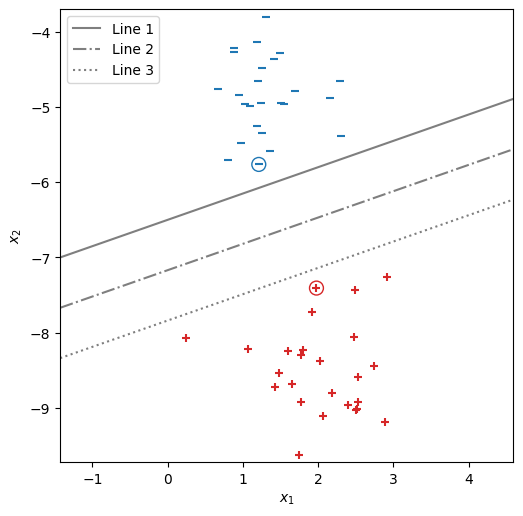 −4
Line 1
Line 2
Line 3
−5
−6
x₂
−7
−8
−9
−1 0 1 2 3 4
x₁